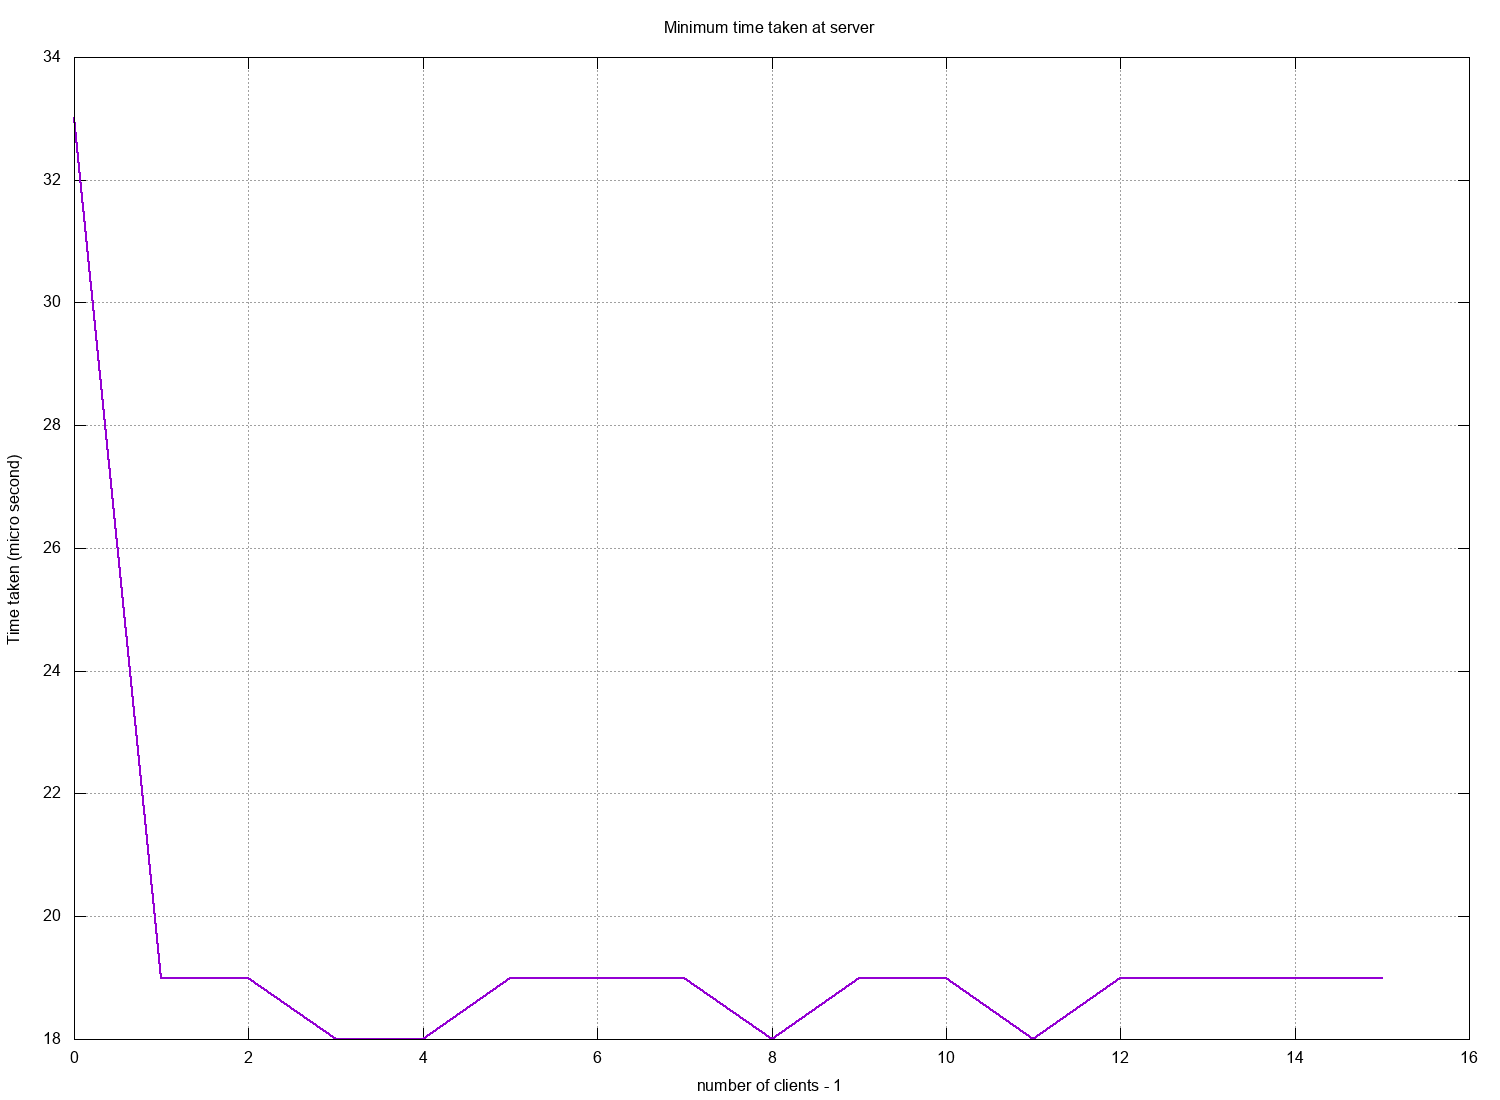 Minimum time taken at server
34
32
30
28
26
24
22
20
18
Time taken (micro second)
0 2 4 6 8 10 12 14 16
number of clients - 1